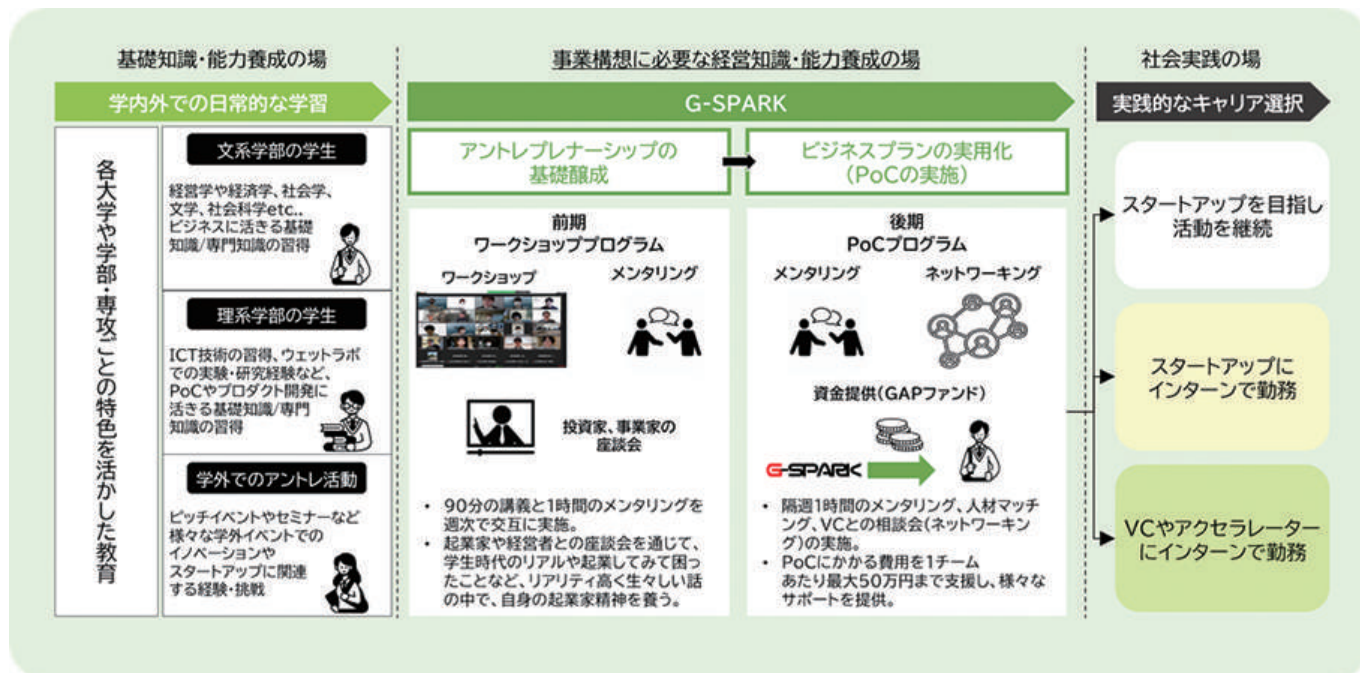 基礎知識・能力養成の場
学内外での日常的な学習
各大学や学部・専攻ごとの特色を活かした教育
文系学部の学生
経営学や経済学、社会学、
文学、社会科学etc..
ビジネスに活きる基礎
知識/専門知識の習得
理系学部の学生
ICT技術の習得、ウェットラボ
での実験・研究経験など、
PoCやプロダクト開発に
活きる基礎知識/専門
知識の習得
学外でのアントレ活動
ピッチイベントやセミナーなど
様々な学外イベントでの
イノベーションや
スタートアップに関連
する経験・挑戦
事業構想に必要な経営知識・能力養成の場
G-SPARK
アントレプレナーシップの
基礎醸成
前期
ワークショッププログラム
ワークショップ
メンタリング
投資家、事業家の
座談会
• 90分の講義と1時間のメンタリングを
週次で交互に実施。
• 起業家や経営者との座談会を通じて、
学生時代のリアルや起業してみて困っ
たことなど、リアリティ高く生々しい話
の中で、自身の起業家精神を養う。
ビジネスプランの実用化
(PoCの実施)
後期
PoCプログラム
メンタリング
ネットワーキング
資金提供(GAPファンド)
G-SPARK
• 隔週1時間のメンタリング、人材マッチ
ング、VCとの相談会(ネットワーキン
グ)の実施。
• PoCにかかる費用を1チーム
あたり最大50万円まで支援し、様々な
サポートを提供。
社会実践の場
実践的なキャリア選択
スタートアップを目指し
活動を継続
スタートアップに
インターンで勤務
VCやアクセラレーター
にインターンで勤務